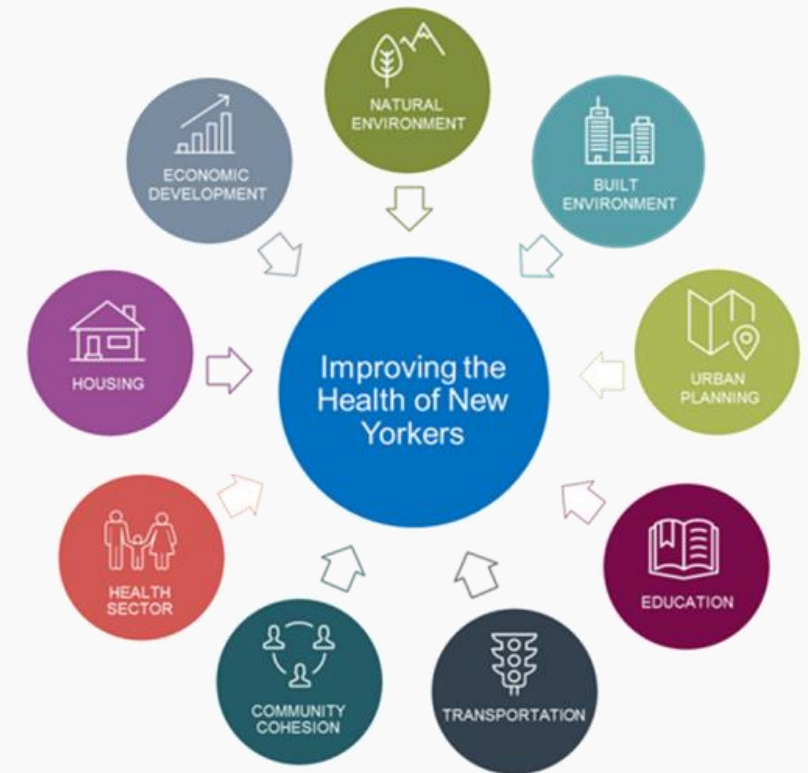 NATURAL
ENVIRONMENT
BUILT
ENVIRONMENT
URBAN
PLANNING
EDUCATION
TRANSPORTATION
COMMUNITY
COHESION
HEALTH
SECTOR
HOUSING
ECONOMIC
DEVELOPMENT
Improving the
Health of New
Yorkers